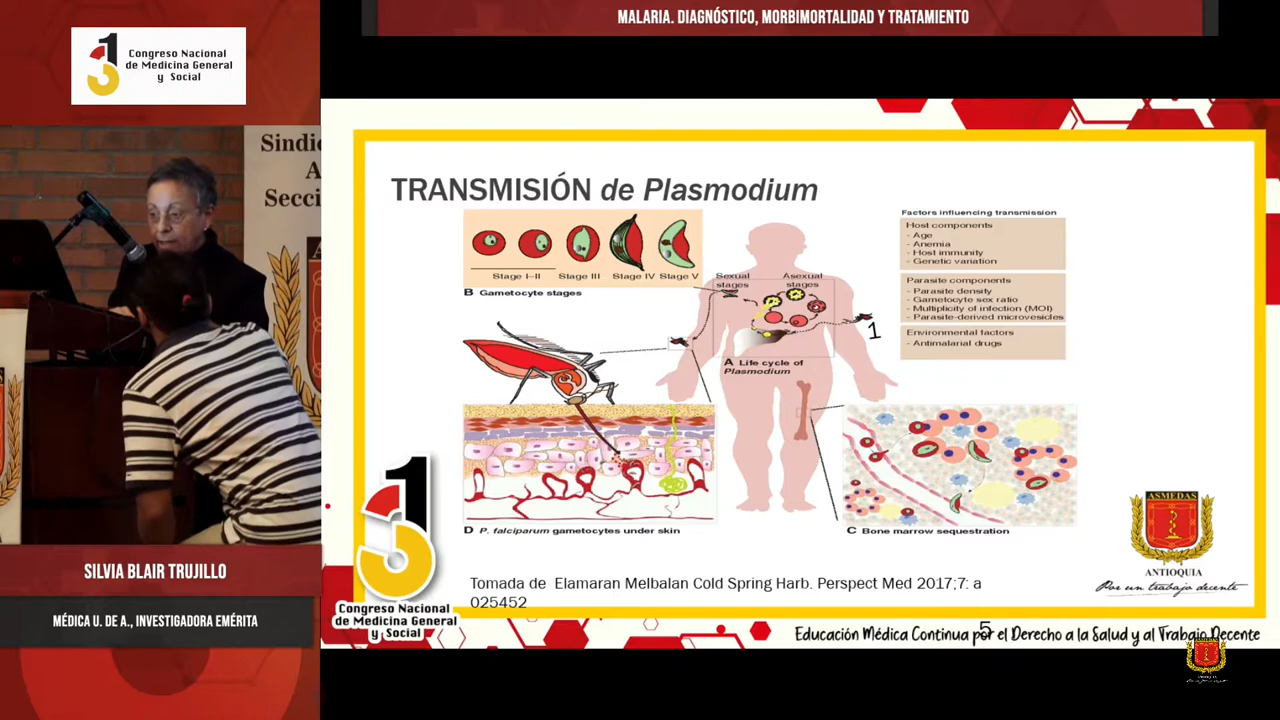 MALARIA. DIAGNÓSTICO, MORBIMORTALIDAD Y TRATAMIENTO
13
Congreso Nacional
de Medicina General
y Social
Sindic
A
Secci
TRANSMISIÓN de Plasmodium
Stage I–II Stage III Stage IV Stage V
B Gametocyte stages
Sexual
stages
Asexual
stages
1
A Life cycle of
Plasmodium
Factors influencing transmission
Host components
- Age
- Anemia
- Host immunity
- Genetic variation
Parasite components
- Parasite density
- Gametocyte sex ratio
- Multiplicity of infection (MOI)
- Parasite-derived microvesicles
Environmental factors
- Antimalarial drugs
D P. falciparum gametocytes under skin
C Bone marrow sequestration
Tomada de Elamaran Melbalan Cold Spring Harb. Perspect Med 2017;7: a
025452
ASMEDAS
ANTIOQUIA
Por un trabajo decente
13
Congreso Nacional
de Medicina General
y Social
5
Educación Médica Continua por el Derecho a la Salud y al Trabajo Decente
SILVIA BLAIR TRUJILLO
MÉDICA U. DE A., INVESTIGADORA EMÉRITA